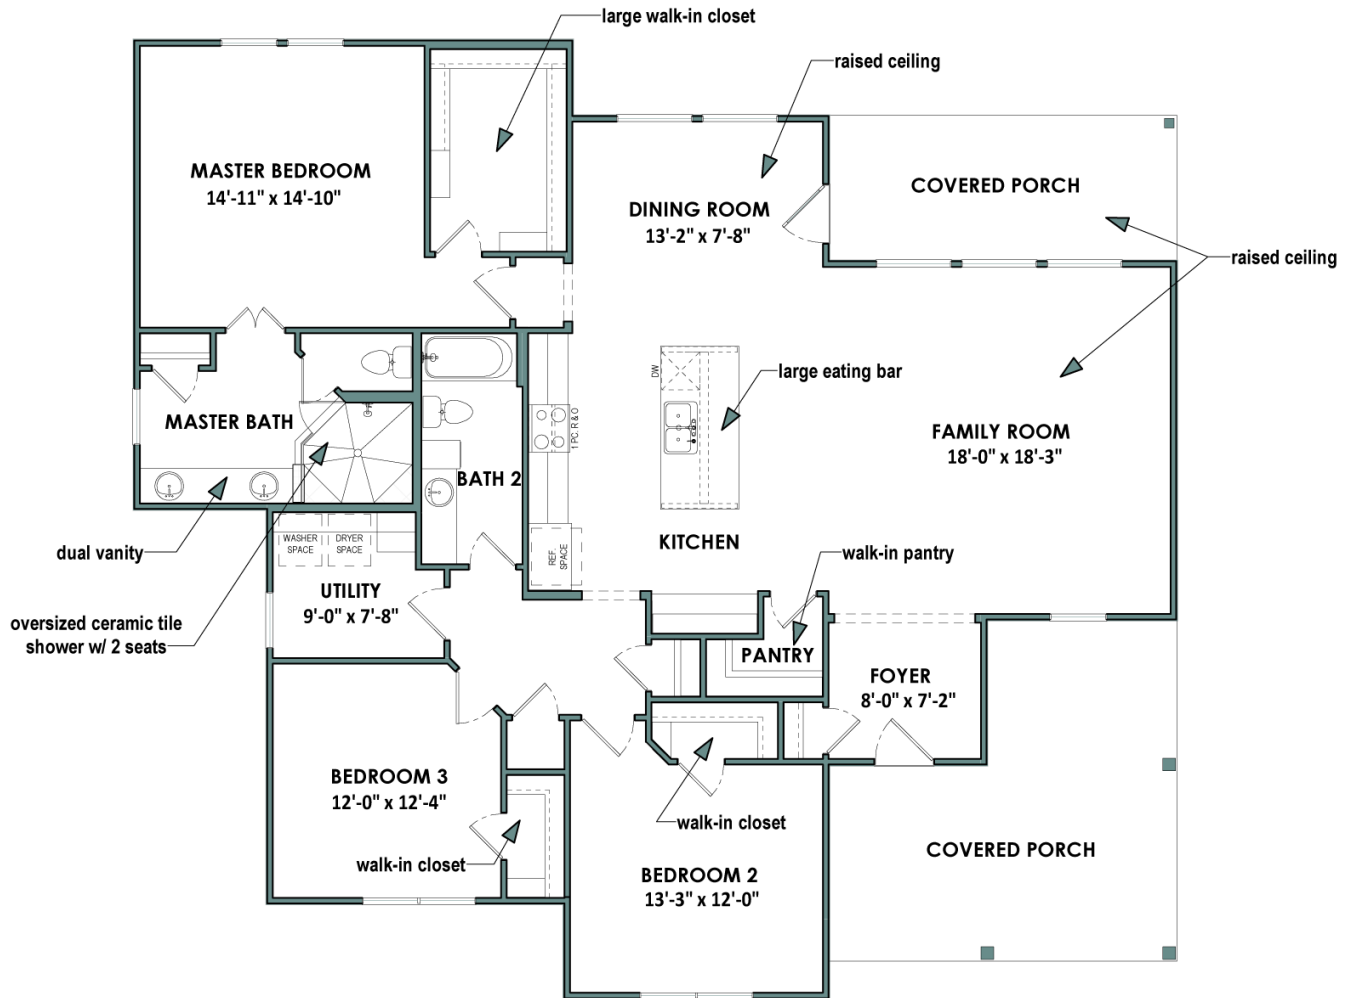 large walk-in closet
raised ceiling
MASTER BEDROOM
14'-11" x 14'-10"
COVERED PORCH
DINING ROOM
13'-2" x 7'-8"
raised ceiling
DW
large eating bar
1 PC. R & O
MASTER BATH
FAMILY ROOM
18'-0" x 18'-3"
BATH 2
KITCHEN
WASHER
SPACE
DRYER
SPACE
REF.
SPACE
dual vanity
walk-in pantry
UTILITY
9'-0" x 7'-8"
oversized ceramic tile
shower w/ 2 seats
PANTRY
FOYER
8'-0" x 7'-2"
BEDROOM 3
12'-0" x 12'-4"
walk-in closet
walk-in closet
COVERED PORCH
BEDROOM 2
13'-3" x 12'-0"